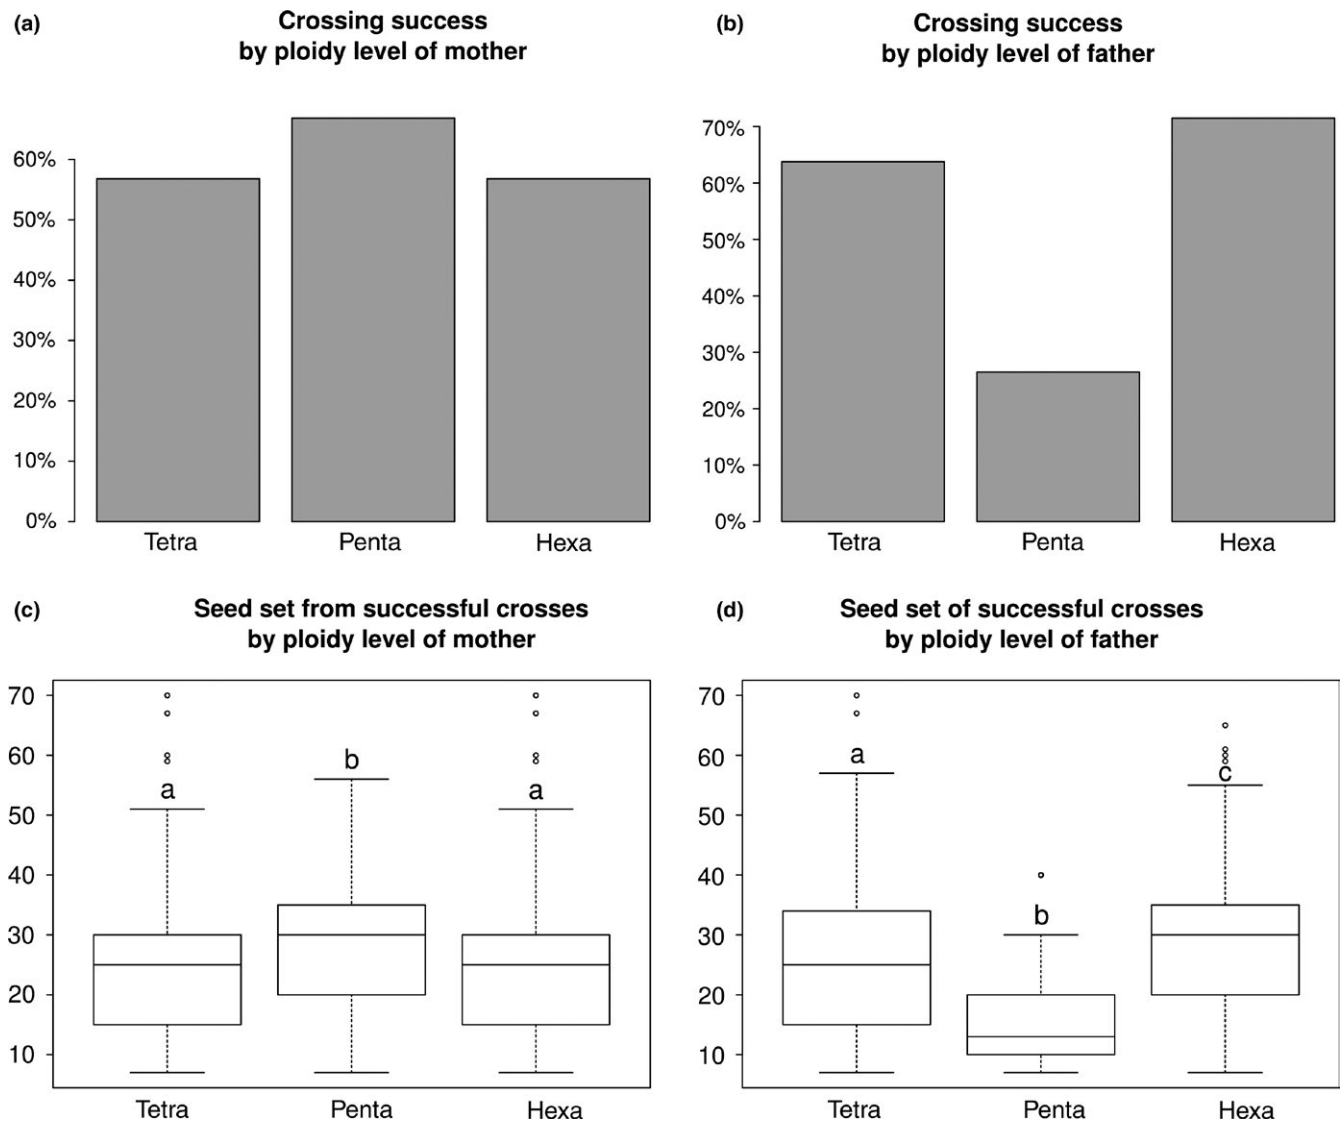 (a)
Crossing success
by ploidy level of mother
60%
50%
40%
30%
20%
10%
0%
Tetra Penta Hexa
(b)
Crossing success
by ploidy level of father
70%
60%
50%
40%
30%
20%
10%
0%
Tetra Penta Hexa
(c)
Seed set from successful crosses
by ploidy level of mother
70
60
50
40
30
20
10
a b a
Tetra Penta Hexa
(d)
Seed set of successful crosses
by ploidy level of father
70
60
50
40
30
20
10
a b c
Tetra Penta Hexa